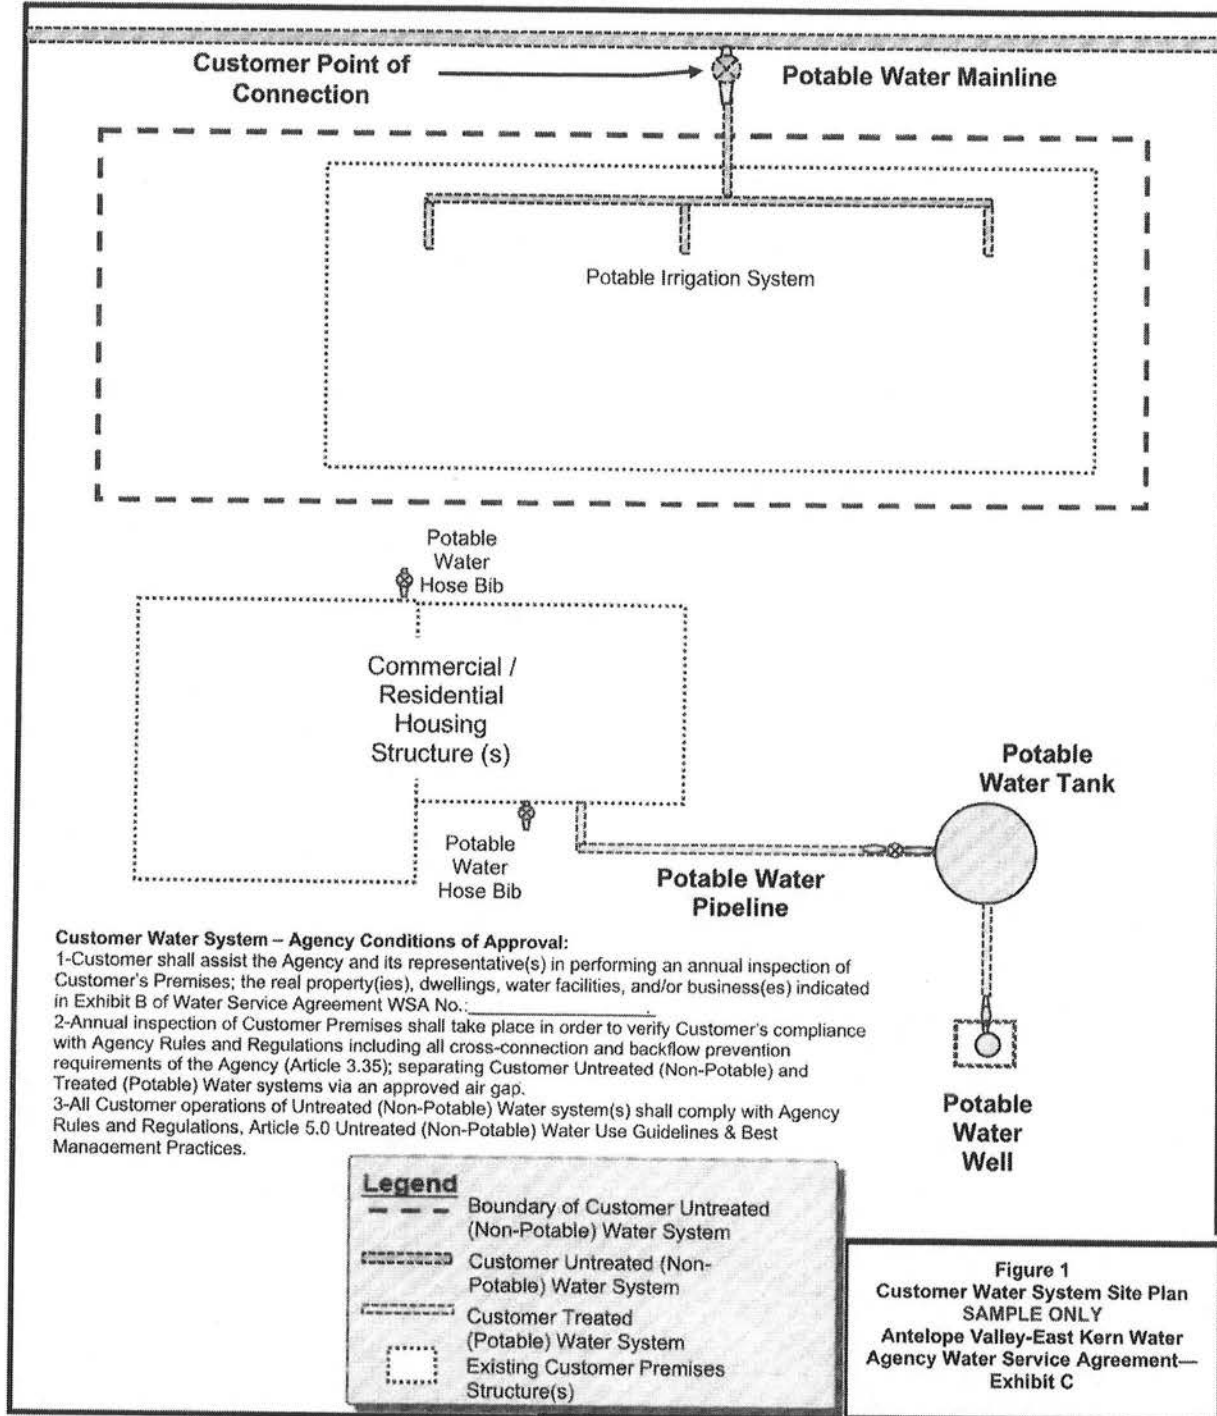 Customer Point of
Connection
Potable Water Mainline
Potable Irrigation System
Potable
Water
Hose Bib
Commercial /
Residential
Housing
Structure (s)
Potable
Water Tank
Potable
Water
Hose Bib
Potable Water
Pipeline
Customer Water System – Agency Conditions of Approval:
1-Customer shall assist the Agency and its representative(s) in performing an annual inspection of
Customer's Premises; the real property(ies), dwellings, water facilities, and/or business(es) indicated
in Exhibit B of Water Service Agreement WSA No.:____________________.
2-Annual inspection of Customer Premises shall take place in order to verify Customer's compliance
with Agency Rules and Regulations including all cross-connection and backflow prevention
requirements of the Agency (Article 3.35); separating Customer Untreated (Non-Potable) and
Treated (Potable) Water systems via an approved air gap.
3-All Customer operations of Untreated (Non-Potable) Water system(s) shall comply with Agency
Rules and Regulations, Article 5.0 Untreated (Non-Potable) Water Use Guidelines & Best
Management Practices.
Potable
Water
Well
Legend
Boundary of Customer Untreated
(Non-Potable) Water System
Customer Untreated (Non-
Potable) Water System
Customer Treated
(Potable) Water System
Existing Customer Premises
Structure(s)
Figure 1
Customer Water System Site Plan
SAMPLE ONLY
Antelope Valley-East Kern Water
Agency Water Service Agreement—
Exhibit C